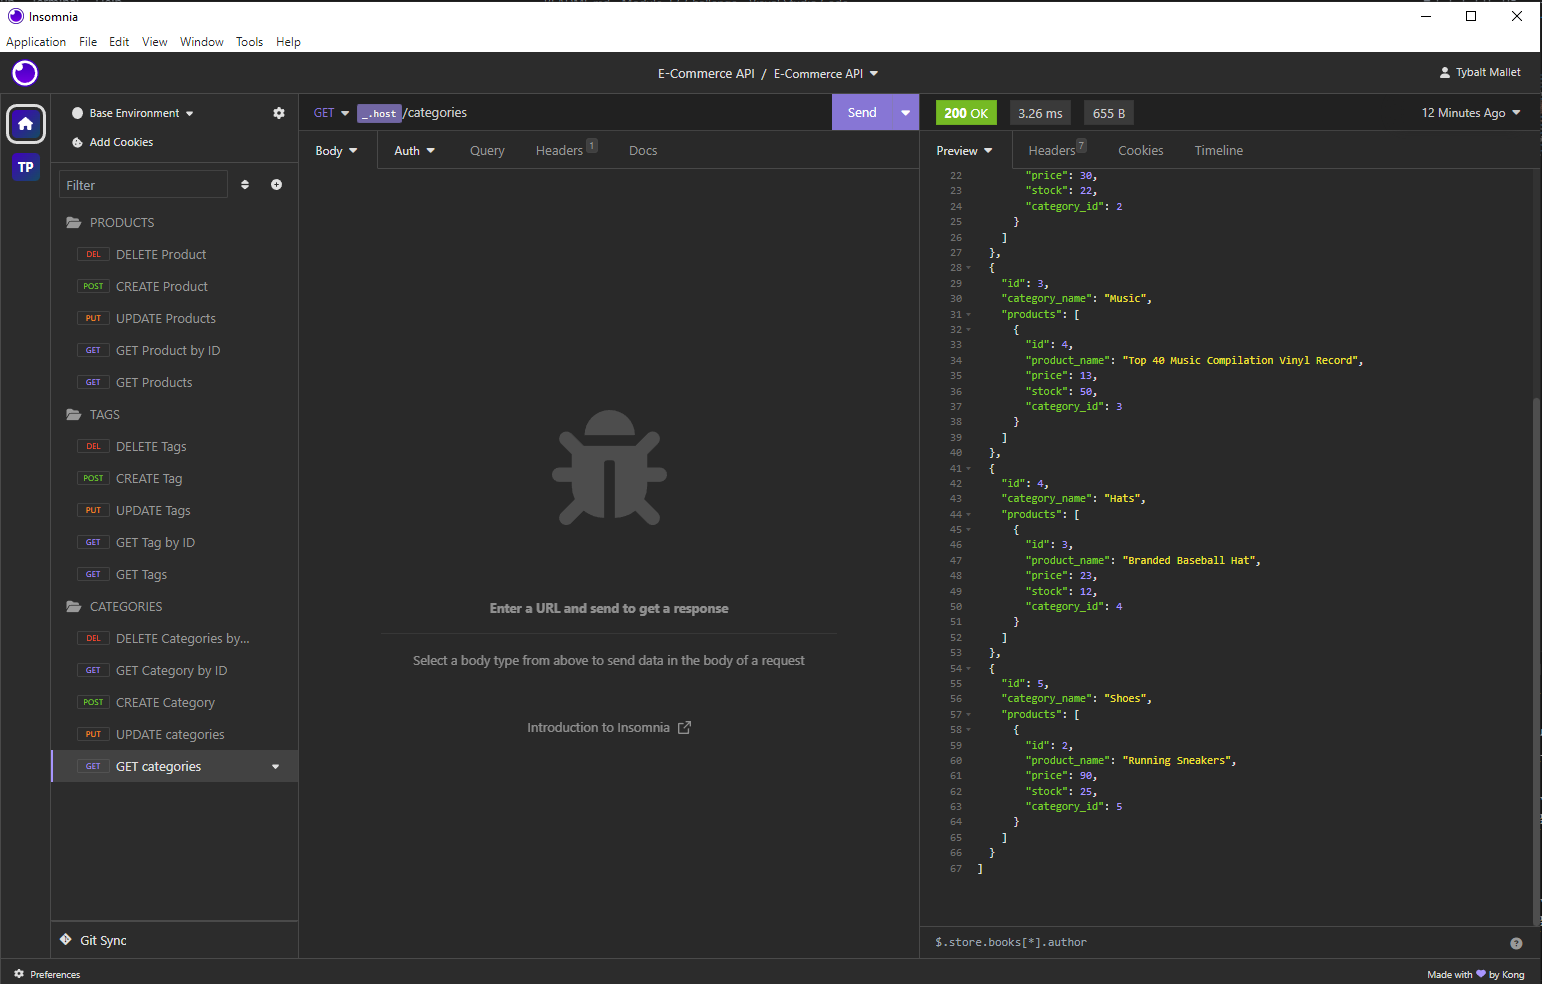 Insomnia
Application File Edit View Window Tools Help
E-Commerce API / E-Commerce API
Tybalt Mallet
TP
Base Environment
Add Cookies
Filter
PRODUCTS
DEL DELETE Product
POST CREATE Product
PUT UPDATE Products
GET GET Product by ID
GET GET Products
TAGS
DEL DELETE Tags
POST CREATE Tag
PUT UPDATE Tags
GET GET Tag by ID
GET GET Tags
CATEGORIES
DEL DELETE Categories by...
GET GET Category by ID
POST CREATE Category
PUT UPDATE categories
GET GET categories
Git Sync
GET _.host /categories
Send
Body Auth Query Headers 1 Docs
Enter a URL and send to get a response
Select a body type from above to send data in the body of a request
Introduction to Insomnia
200 OK 3.26 ms 655 B 12 Minutes Ago
Preview Headers 7 Cookies Timeline
22 "price": 30,
23 "stock": 22,
24 "category_id": 2
25 }
26 ]
27 },
28 {
29 "id": 3,
30 "category_name": "Music",
31 "products": [
32 {
33 "id": 4,
34 "product_name": "Top 40 Music Compilation Vinyl Record",
35 "price": 13,
36 "stock": 50,
37 "category_id": 3
38 }
39 ]
40 },
41 {
42 "id": 4,
43 "category_name": "Hats",
44 "products": [
45 {
46 "id": 3,
47 "product_name": "Branded Baseball Hat",
48 "price": 23,
49 "stock": 12,
50 "category_id": 4
51 }
52 ]
53 },
54 {
55 "id": 5,
56 "category_name": "Shoes",
57 "products": [
58 {
59 "id": 2,
60 "product_name": "Running Sneakers",
61 "price": 90,
62 "stock": 25,
63 "category_id": 5
64 }
65 ]
66 }
67 ]
$.store.books[*].author
Preferences
Made with 💜 by Kong